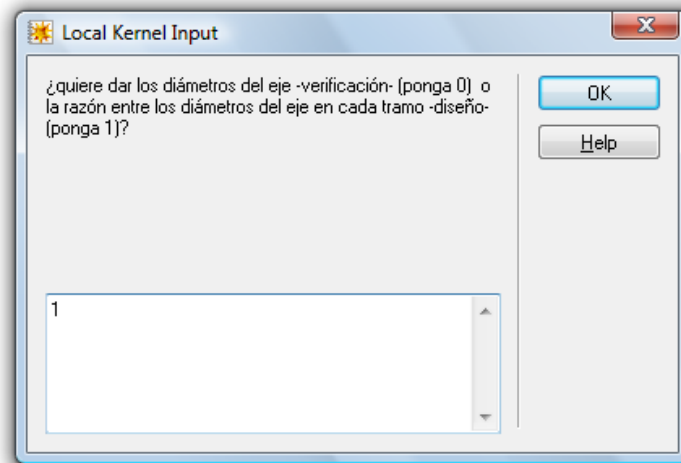 Local Kernel Input
¿quiere dar los diámetros del eje -verificación- (ponga 0) o
la razón entre los diámetros del eje en cada tramo -diseño-
(ponga 1)?
OK
Help
1